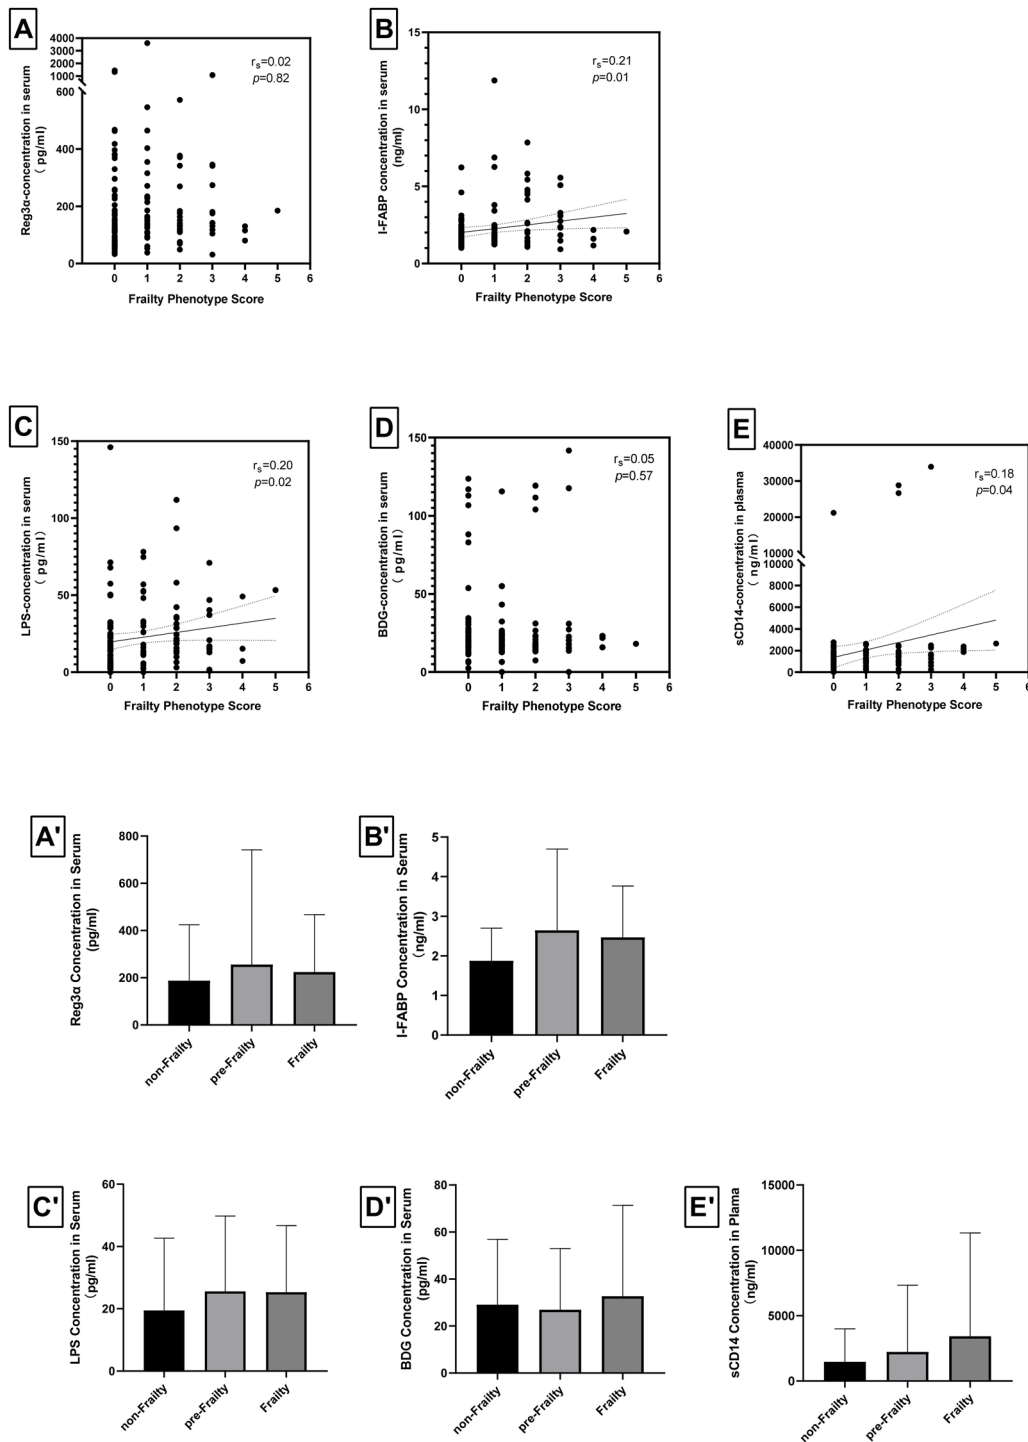 A
Reg3α-concentration in serum
( pg/ml)
4000
3000
2000
1000
600
400
200
0
rs=0.02
p=0.82
0 1 2 3 4 5 6
Frailty Phenotype Score
B
I-FABP concentration in serum
(ng/ml)
15
10
5
0
rs=0.21
p=0.01
0 1 2 3 4 5 6
Frailty Phenotype Score
C
LPS-concentration in serum
( pg/ml)
150
100
50
0
rs=0.20
p=0.02
0 1 2 3 4 5 6
Frailty Phenotype Score
D
BDG-concentration in serum
( pg/ml)
150
100
50
0
rs=0.05
p=0.57
0 1 2 3 4 5 6
Frailty Phenotype Score
E
sCD14-concentration in plasma
( ng/ml)
40000
30000
20000
10000
10000
8000
6000
4000
2000
0
rs=0.18
p=0.04
0 1 2 3 4 5 6
Frailty Phenotype Score
A'
Reg3α Concentration in Serum
(pg/ml)
800
600
400
200
0
non-Frailty
pre-Frailty
Frailty
B'
I-FABP Concentration in Serum
(ng/ml)
5
4
3
2
1
0
non-Frailty
pre-Frailty
Frailty
C'
LPS Concentration in Serum
(pg/ml)
60
40
20
0
non-Frailty
pre-Frailty
Frailty
D'
BDG Concentration in Serum
(pg/ml)
80
60
40
20
0
non-Frailty
pre-Frailty
Frailty
E'
sCD14 Concentration in Plama
(ng/ml)
15000
10000
5000
0
non-Frailty
pre-Frailty
Frailty